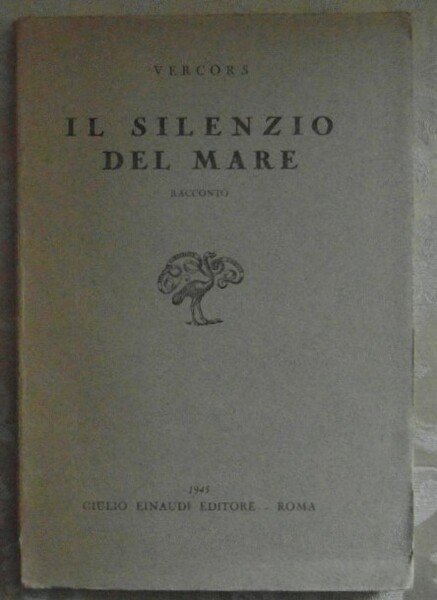 VERCORS
IL SILENZIO
DEL MARE
RACCONTO
1945
GIULIO EINAUDI EDITORE - ROMA